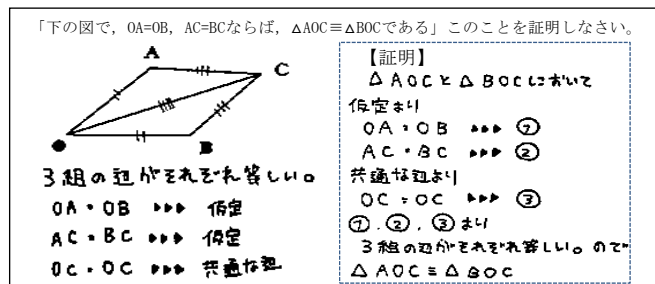 「下の図で, OA=OB, AC=BCならば, △AOC≡△BOCである」このことを証明しなさい。
A
C
O
B
3組の辺がそれぞれ等しい。
OA=OB ▸▸▸ 仮定
AC=BC ▸▸▸ 仮定
OC=OC ▸▸▸ 共通な辺
【証明】
△AOCと△BOCにおいて
仮定より
OA=OB ▸▸▸ ①
AC=BC ▸▸▸ ②
共通な辺より
OC=OC ▸▸▸ ③
①.②.③より
3組の辺がそれぞれ等しい。ので
△AOC≡△BOC